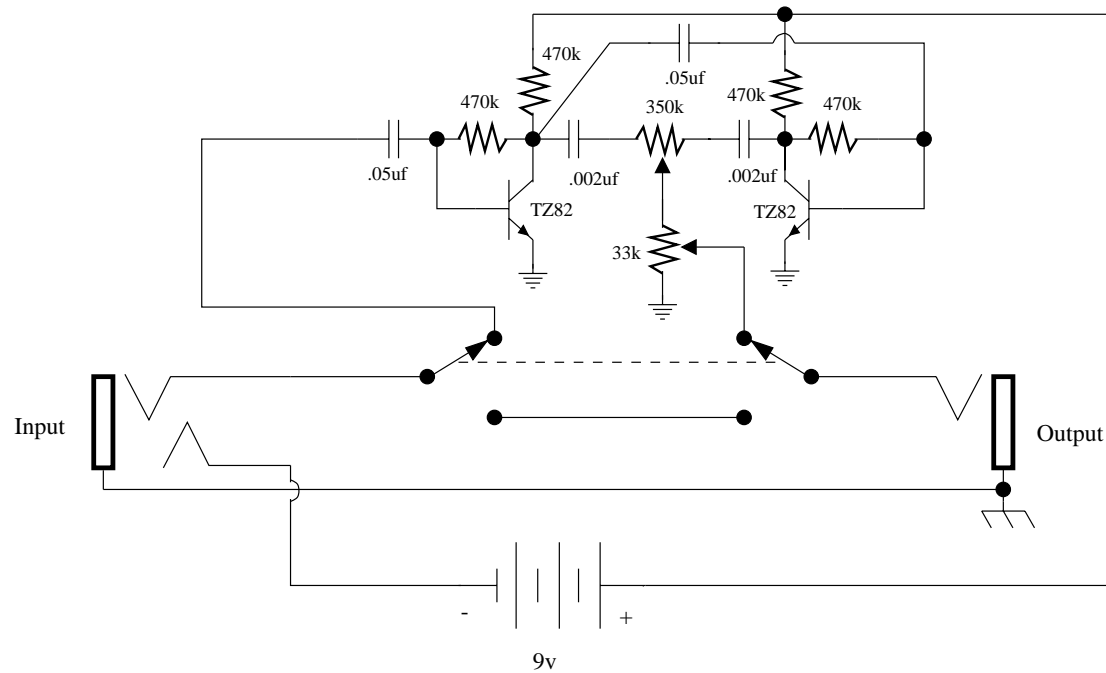 470k
.05uf
470k
350k
470k
470k
.05uf
.002uf
.002uf
TZ82
TZ82
33k
Input
Output
-
+
9v